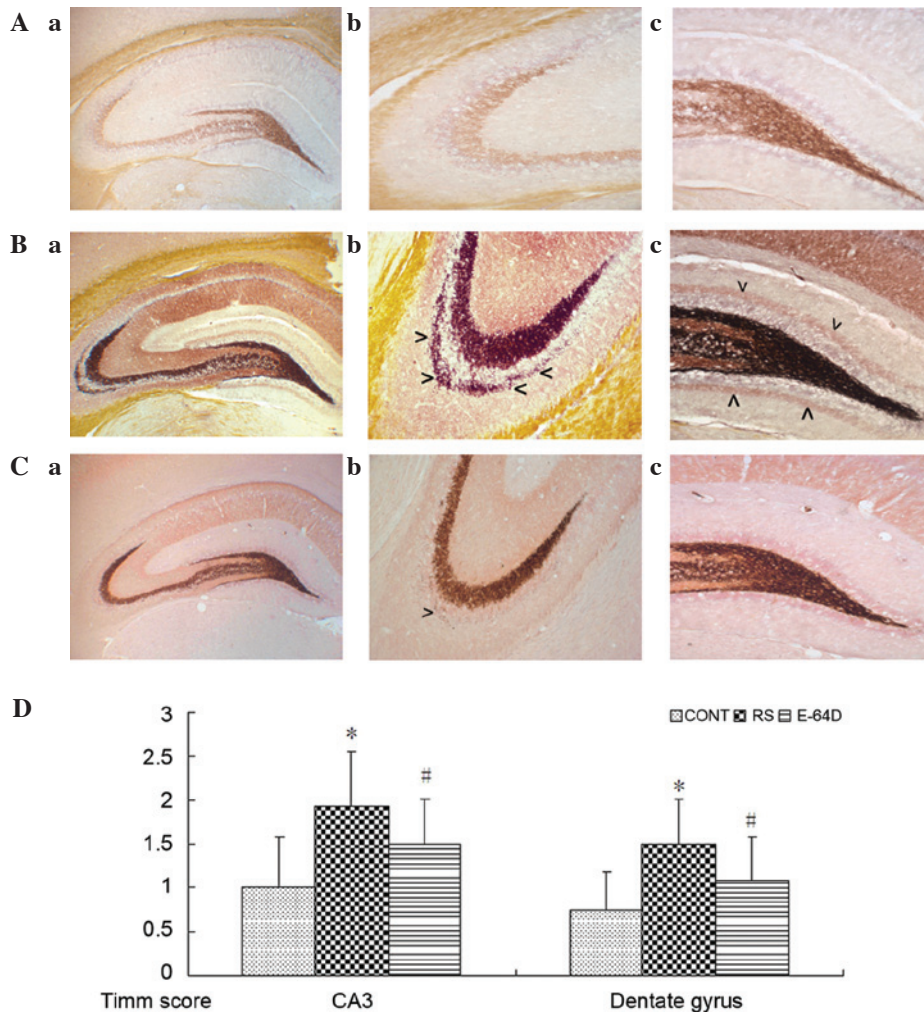 A a b c
B a b c
> > < <
v v ʌ ʌ
C a b c
>
D
3
CONT RS E-64D
2.5
2
1.5
1
0.5
0
* #
* #
Timm score CA3 Dentate gyrus